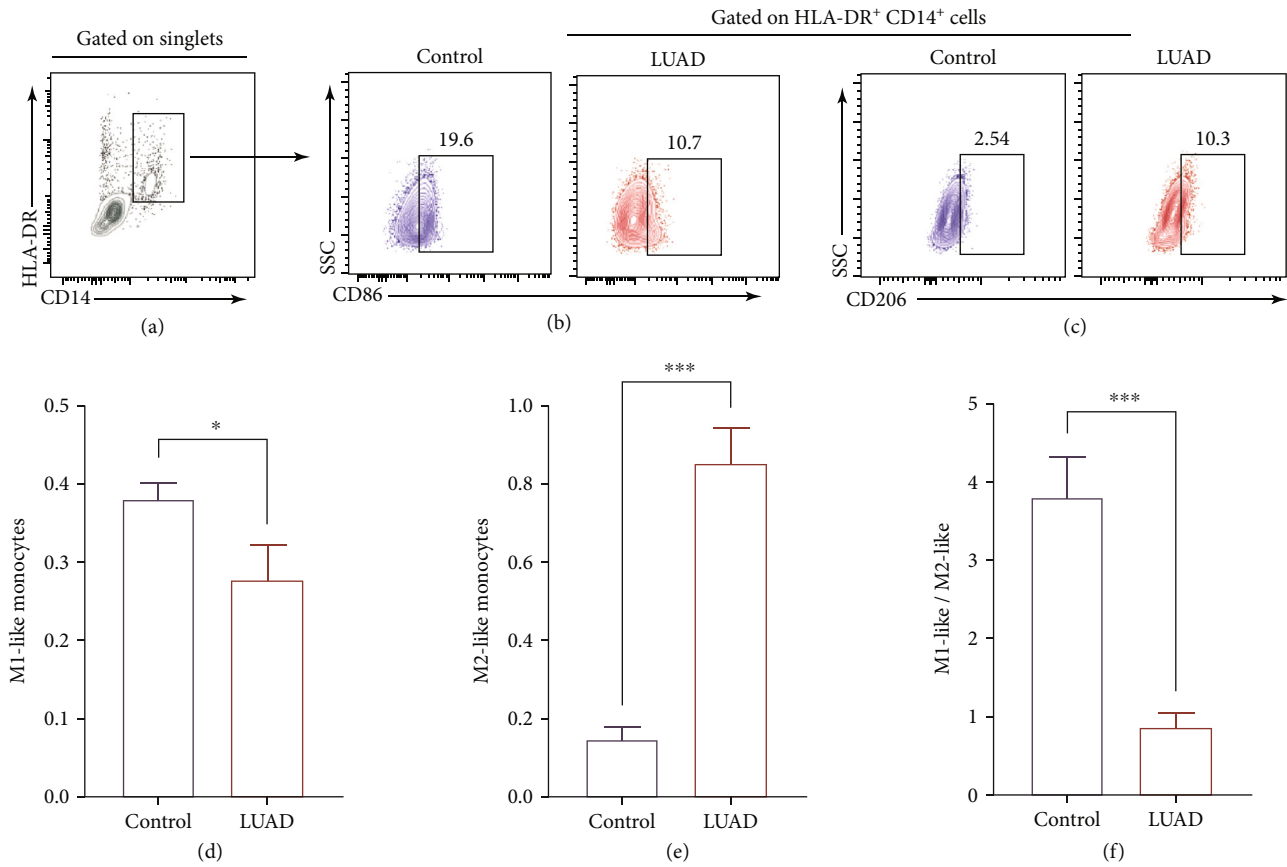 Gated on singlets
HLA-DR
CD14
(a)
Gated on HLA-DR+ CD14+ cells
Control
LUAD
19.6
10.7
SSC
CD86
(b)
Control
LUAD
2.54
10.3
SSC
CD206
(c)
*
0.5
0.4
0.3
0.2
0.1
0.0
M1-like monocytes
Control
LUAD
(d)
***
1.0
0.8
0.6
0.4
0.2
0.0
M2-like monocytes
Control
LUAD
(e)
***
5
4
3
2
1
0
M1-like / M2-like
Control
LUAD
(f)